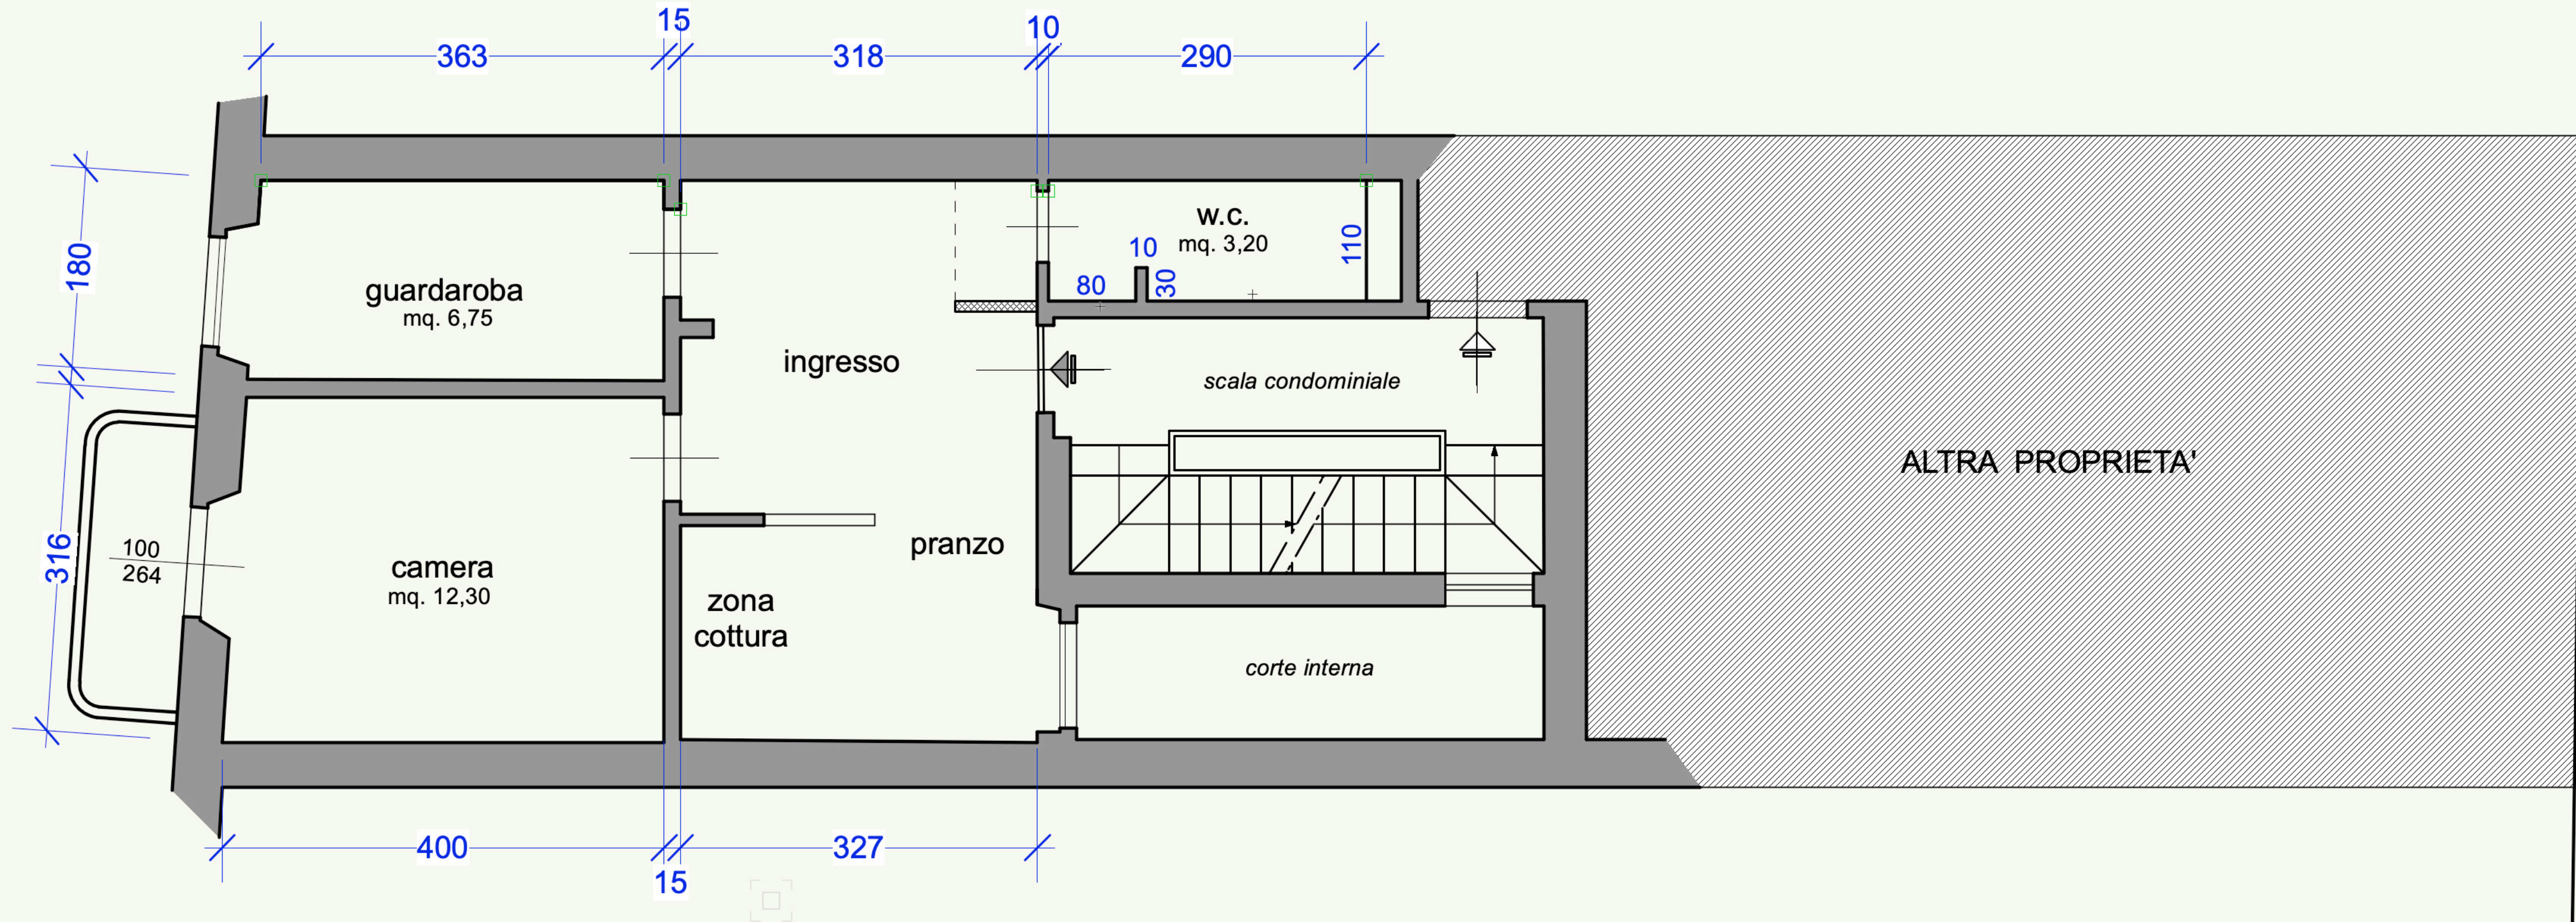 15
10
363
318
290
W.C.
mq. 3,20
110
10
80
30
180
guardaroba
mq. 6,75
ingresso
scala condominiale
ALTRA PROPRIETA'
100
264
316
camera
mq. 12,30
pranzo
zona
cottura
corte interna
400
327
15